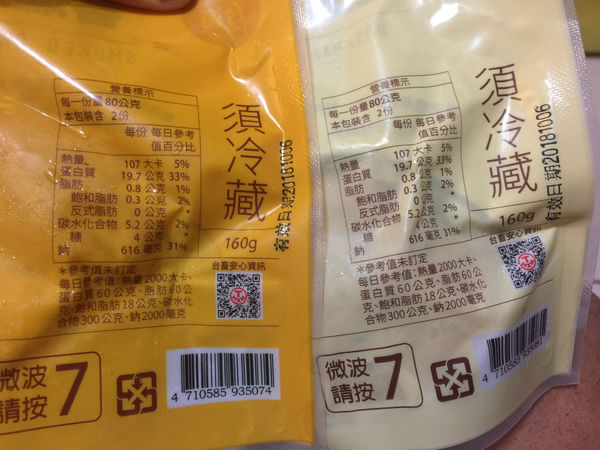 SMOKED
營養標示
每一份量80公克
本包裝含 2份
每份 每日參考
值百分比
熱量 107 大卡 5%
蛋白質 19.7 公克 33%
脂肪 0.8 公克 1%
飽和脂肪 0.3 公克 2%
反式脂肪 0 公克 *
碳水化合物 5.2 公克 2%
糖 4 公克 *
鈉 616 毫克 31%
*參考值未訂定
每日參考值:熱量2000大卡、
蛋白質60公克、脂肪60公
克、飽和脂肪18公克、碳水化
合物300公克、鈉2000毫克
須冷藏
160g
有效日期20181006
台畜安心資訊
微波
請按
7
4 710585 935074
營養標示
每一份量80公克
本包裝含 2份
每份 每日參考
值百分比
熱量 107 大卡 5%
蛋白質 19.7 公克 33%
脂肪 0.8 公克 1%
飽和脂肪 0.3 公克 2%
反式脂肪 0 公克 *
碳水化合物 5.2 公克 2%
糖 4 公克 *
鈉 616 毫克 31%
*參考值未訂定
每日參考值:熱量2000大卡、
蛋白質60公克、脂肪60公
克、飽和脂肪18公克、碳水化
合物300公克、鈉2000毫克
須冷藏
160g
有效日期20181006
台畜安心資訊
微波
請按
7
4 710585 935081